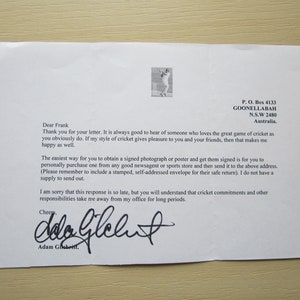 P. O. Box 4133
GOONELLABAH
N.S.W 2480
Australia.
Dear Frank
Thank you for your letter. It is always good to hear of someone who loves the great game of cricket as
you obviously do. If my style of cricket gives pleasure to you and your friends, then that makes me
happy as well.
The easiest way for you to obtain a signed photograph or poster and get them signed is for you to
personally purchase one from any good newsagent or sports store and then send it to the above address.
(Please remember to include a stamped, self-addressed envelope for their safe return). I do not have a
supply to send out.
I am sorry that this response is so late, but you will understand that cricket commitments and other
responsibilities take me away from my office for long periods.
Cheers,
Adam Gilchrist
Adam Gilchrist,